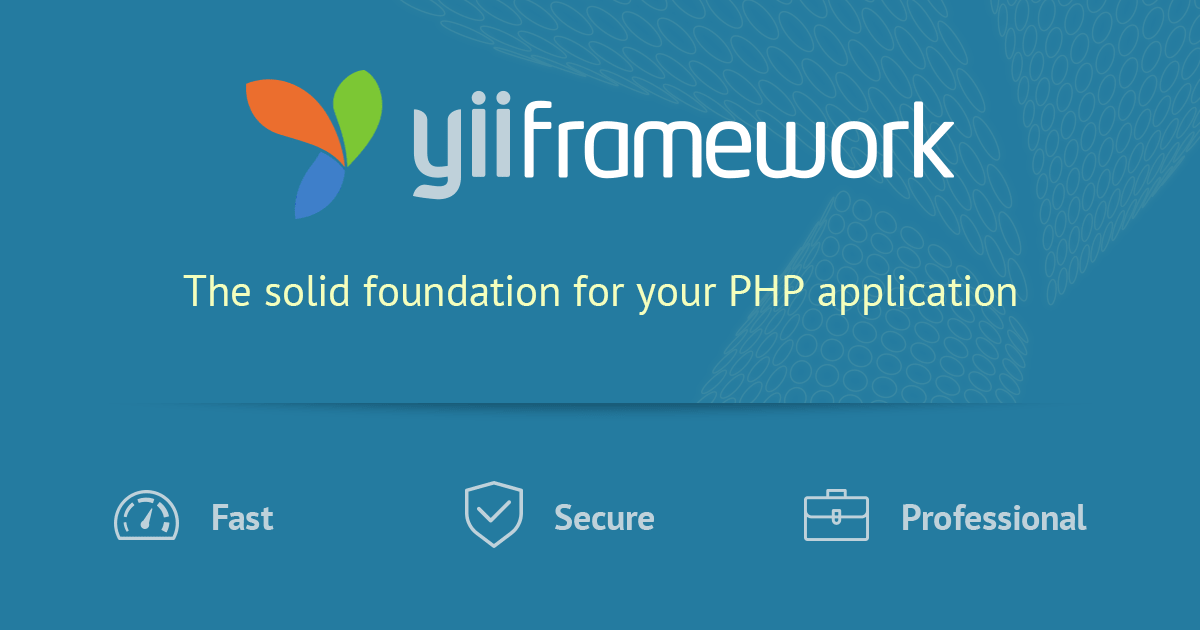 yiiframework
The solid foundation for your PHP application
Fast
Secure
Professional